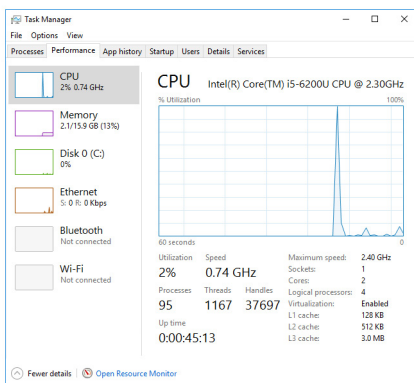 Task Manager
File Options View
Processes Performance App history Startup Users Details Services
CPU
2% 0.74 GHz
Memory
2.1/15.9 GB (13%)
Disk 0 (C:)
0%
Ethernet
S: 0 R: 0 Kbps
Bluetooth
Not connected
Wi-Fi
Not connected
CPU Intel(R) Core(TM) i5-6200U CPU @ 2.30GHz
% Utilization 100%
60 seconds 0
Utilization Speed
2% 0.74 GHz
Processes Threads Handles
95 1167 37697
Up time
0:00:45:13
Maximum speed: 2.40 GHz
Sockets: 1
Cores: 2
Logical processors: 4
Virtualization: Enabled
L1 cache: 128 KB
L2 cache: 512 KB
L3 cache: 3.0 MB
Fewer details Open Resource Monitor